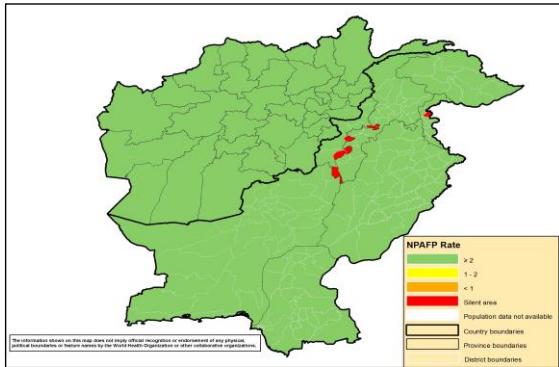 NPAFP Rate
≥ 2
1 - 2
< 1
Silent area
Population data not available
Country boundaries
Province boundaries
District boundaries
The information shown on this map does not imply official recognition or endorsement of any physical,
political boundaries or feature names by the World Health Organization or other collaborative organizations.